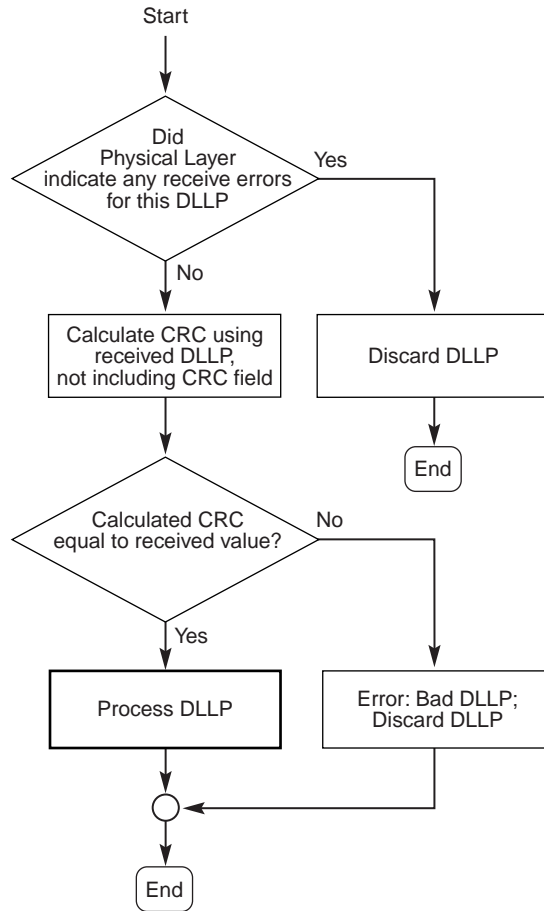 Start
Did
Physical Layer
indicate any receive errors
for this DLLP
Yes
No
Calculate CRC using
received DLLP,
not including CRC field
Discard DLLP
End
Calculated CRC
equal to received value?
No
Yes
Process DLLP
Error: Bad DLLP;
Discard DLLP
End